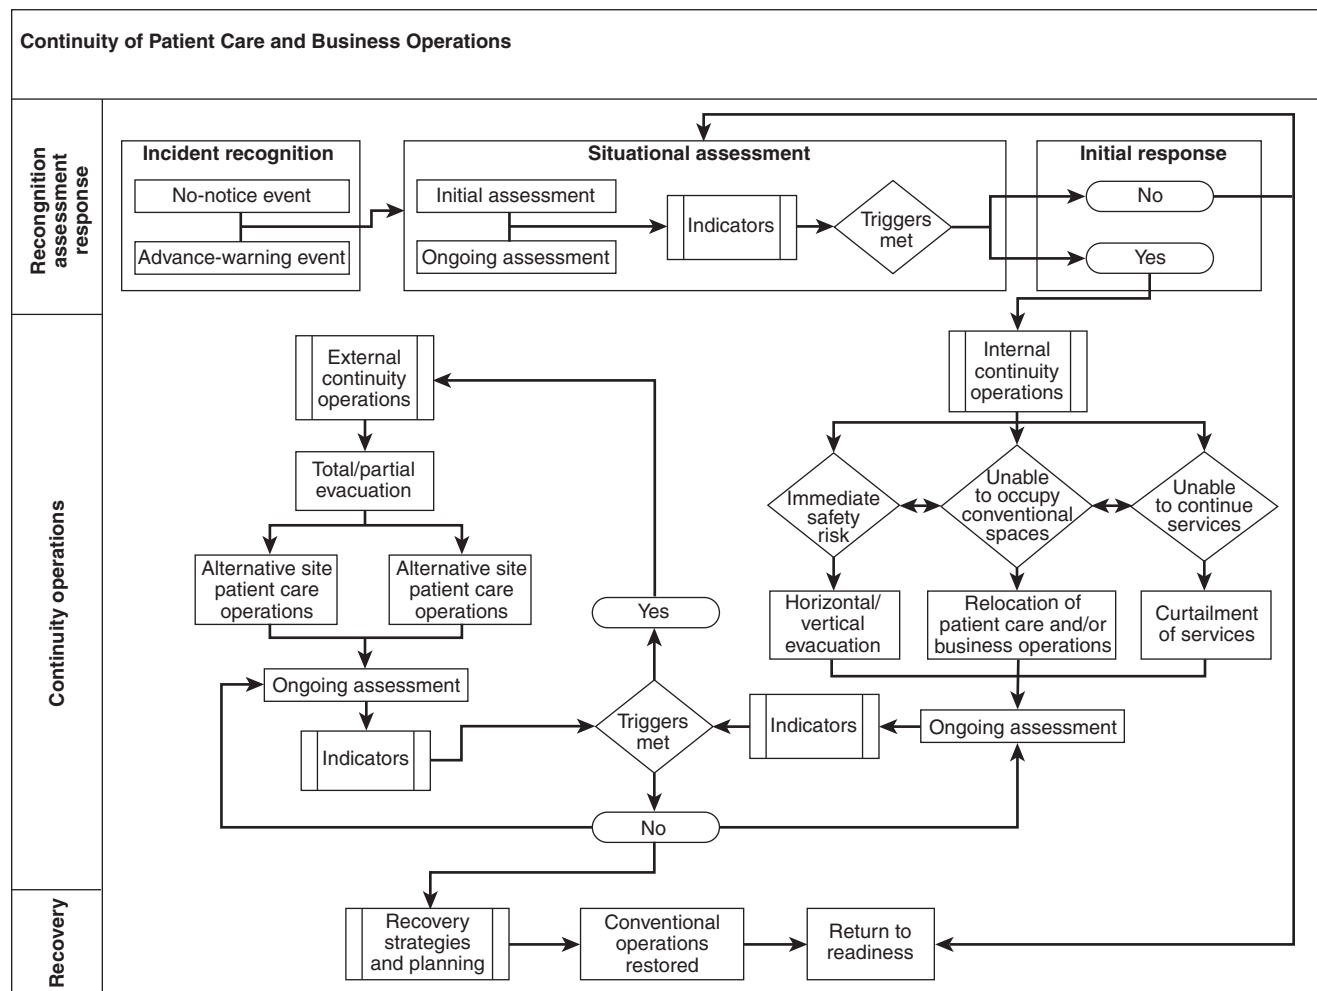 Continuity of Patient Care and Business Operations
Recongnition
assessment
response
Incident recognition
No-notice event
Advance-warning event
Situational assessment
Initial assessment
Ongoing assessment
Indicators
Triggers
met
Initial response
No
Yes
Continuity operations
External
continuity
operations
Total/partial
evacuation
Alternative site
patient care
operations
Alternative site
patient care
operations
Ongoing assessment
Indicators
Yes
Triggers
met
No
Internal
continuity
operations
Immediate
safety
risk
Unable
to occupy
conventional
spaces
Unable
to continue
services
Horizontal/
vertical
evacuation
Relocation of
patient care and/or
business operations
Curtailment
of services
Indicators
Ongoing assessment
Recovery
Recovery
strategies
and planning
Conventional
operations
restored
Return to
readiness